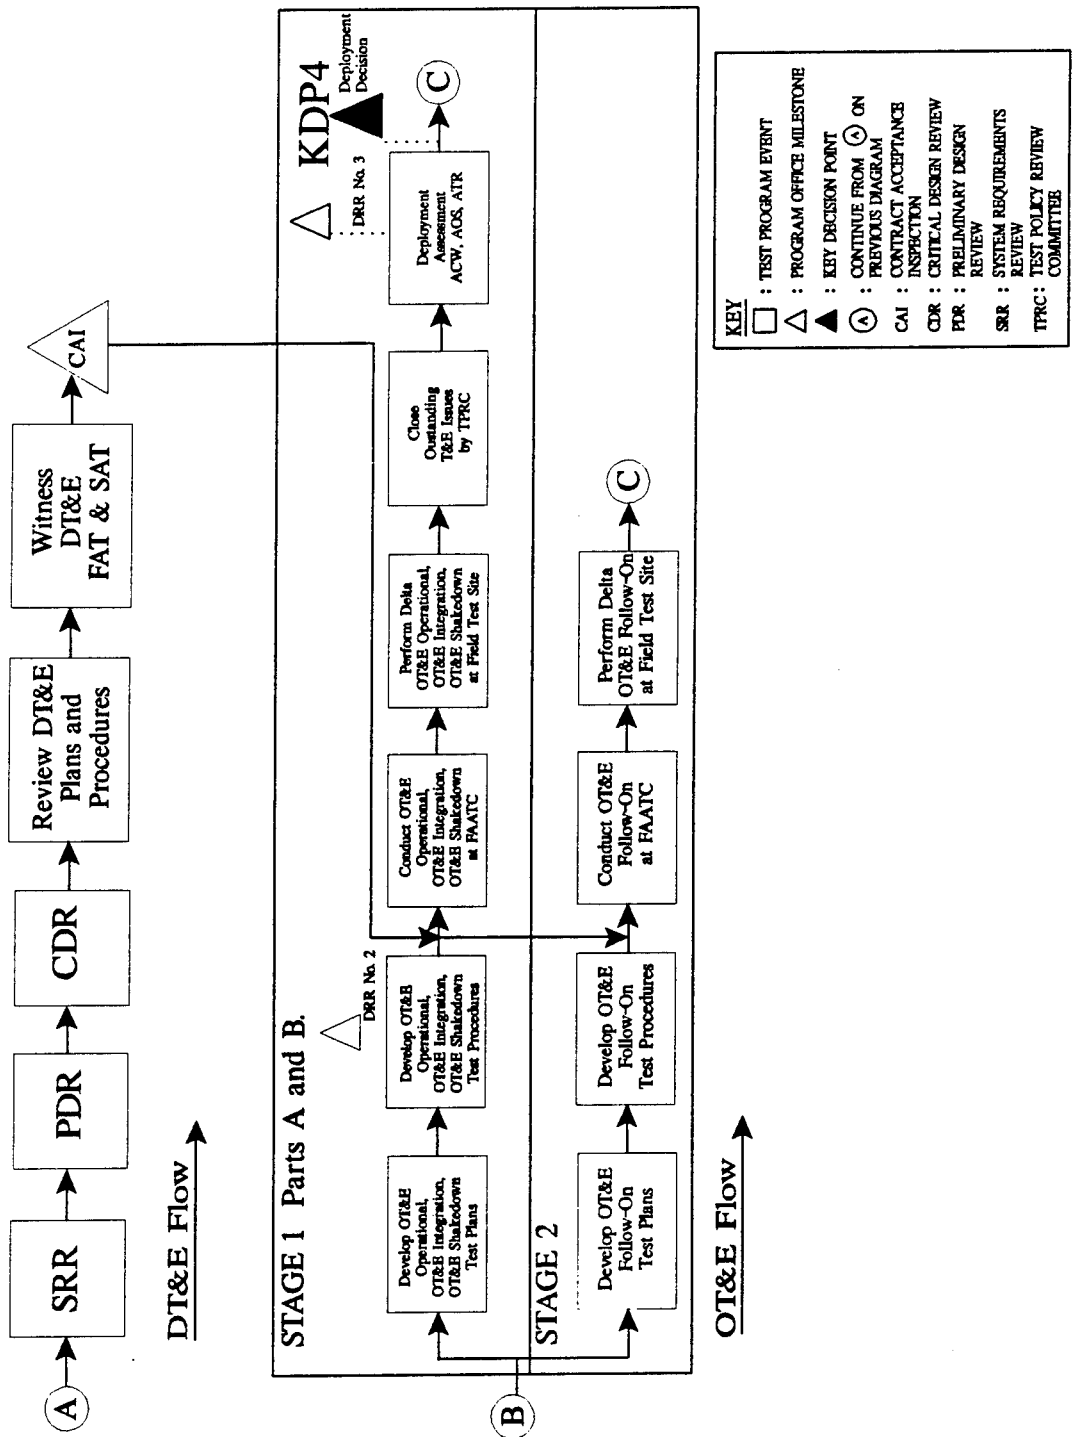 A
SRR
PDR
CDR
Review DT&E
Plans and
Procedures
Witness
DT&E
FAT & SAT
CAI
DT&E Flow
STAGE 1 Parts A and B.
DRR No. 2
DRR No. 3
KDP4
Deployment
Decision
Develop OT&E
Operational,
OT&E Integration,
OT&E Shakedown
Test Plans
Develop OT&E
Operational,
OT&E Integration,
OT&E Shakedown
Test Procedures
Conduct OT&E
Operational,
OT&E Integration,
OT&E Shakedown
at FAATC
Perform Delta
OT&E Operational,
OT&E Integration,
OT&E Shakedown
at Field Test Site
Close
Oustanding
T&E Issues
by TPRC
Deployment
Assessment
ACW, AOS, ATR
C
B
STAGE 2
Develop OT&E
Follow-On
Test Plans
Develop OT&E
Follow-On
Test Procedures
Conduct OT&E
Follow-On
at FAATC
Perform Delta
OT&E Follow-On
at Field Test Site
C
OT&E Flow
KEY
: TEST PROGRAM EVENT
: PROGRAM OFFICE MILESTONE
: KEY DECISION POINT
A : CONTINUE FROM A ON
PREVIOUS DIAGRAM
CAI : CONTRACT ACCEPTANCE
INSPECTION
CDR : CRITICAL DESIGN REVIEW
PDR : PRELIMINARY DESIGN
REVIEW
SRR : SYSTEM REQUIREMENTS
REVIEW
TPRC : TEST POLICY REVIEW
COMMITTEE